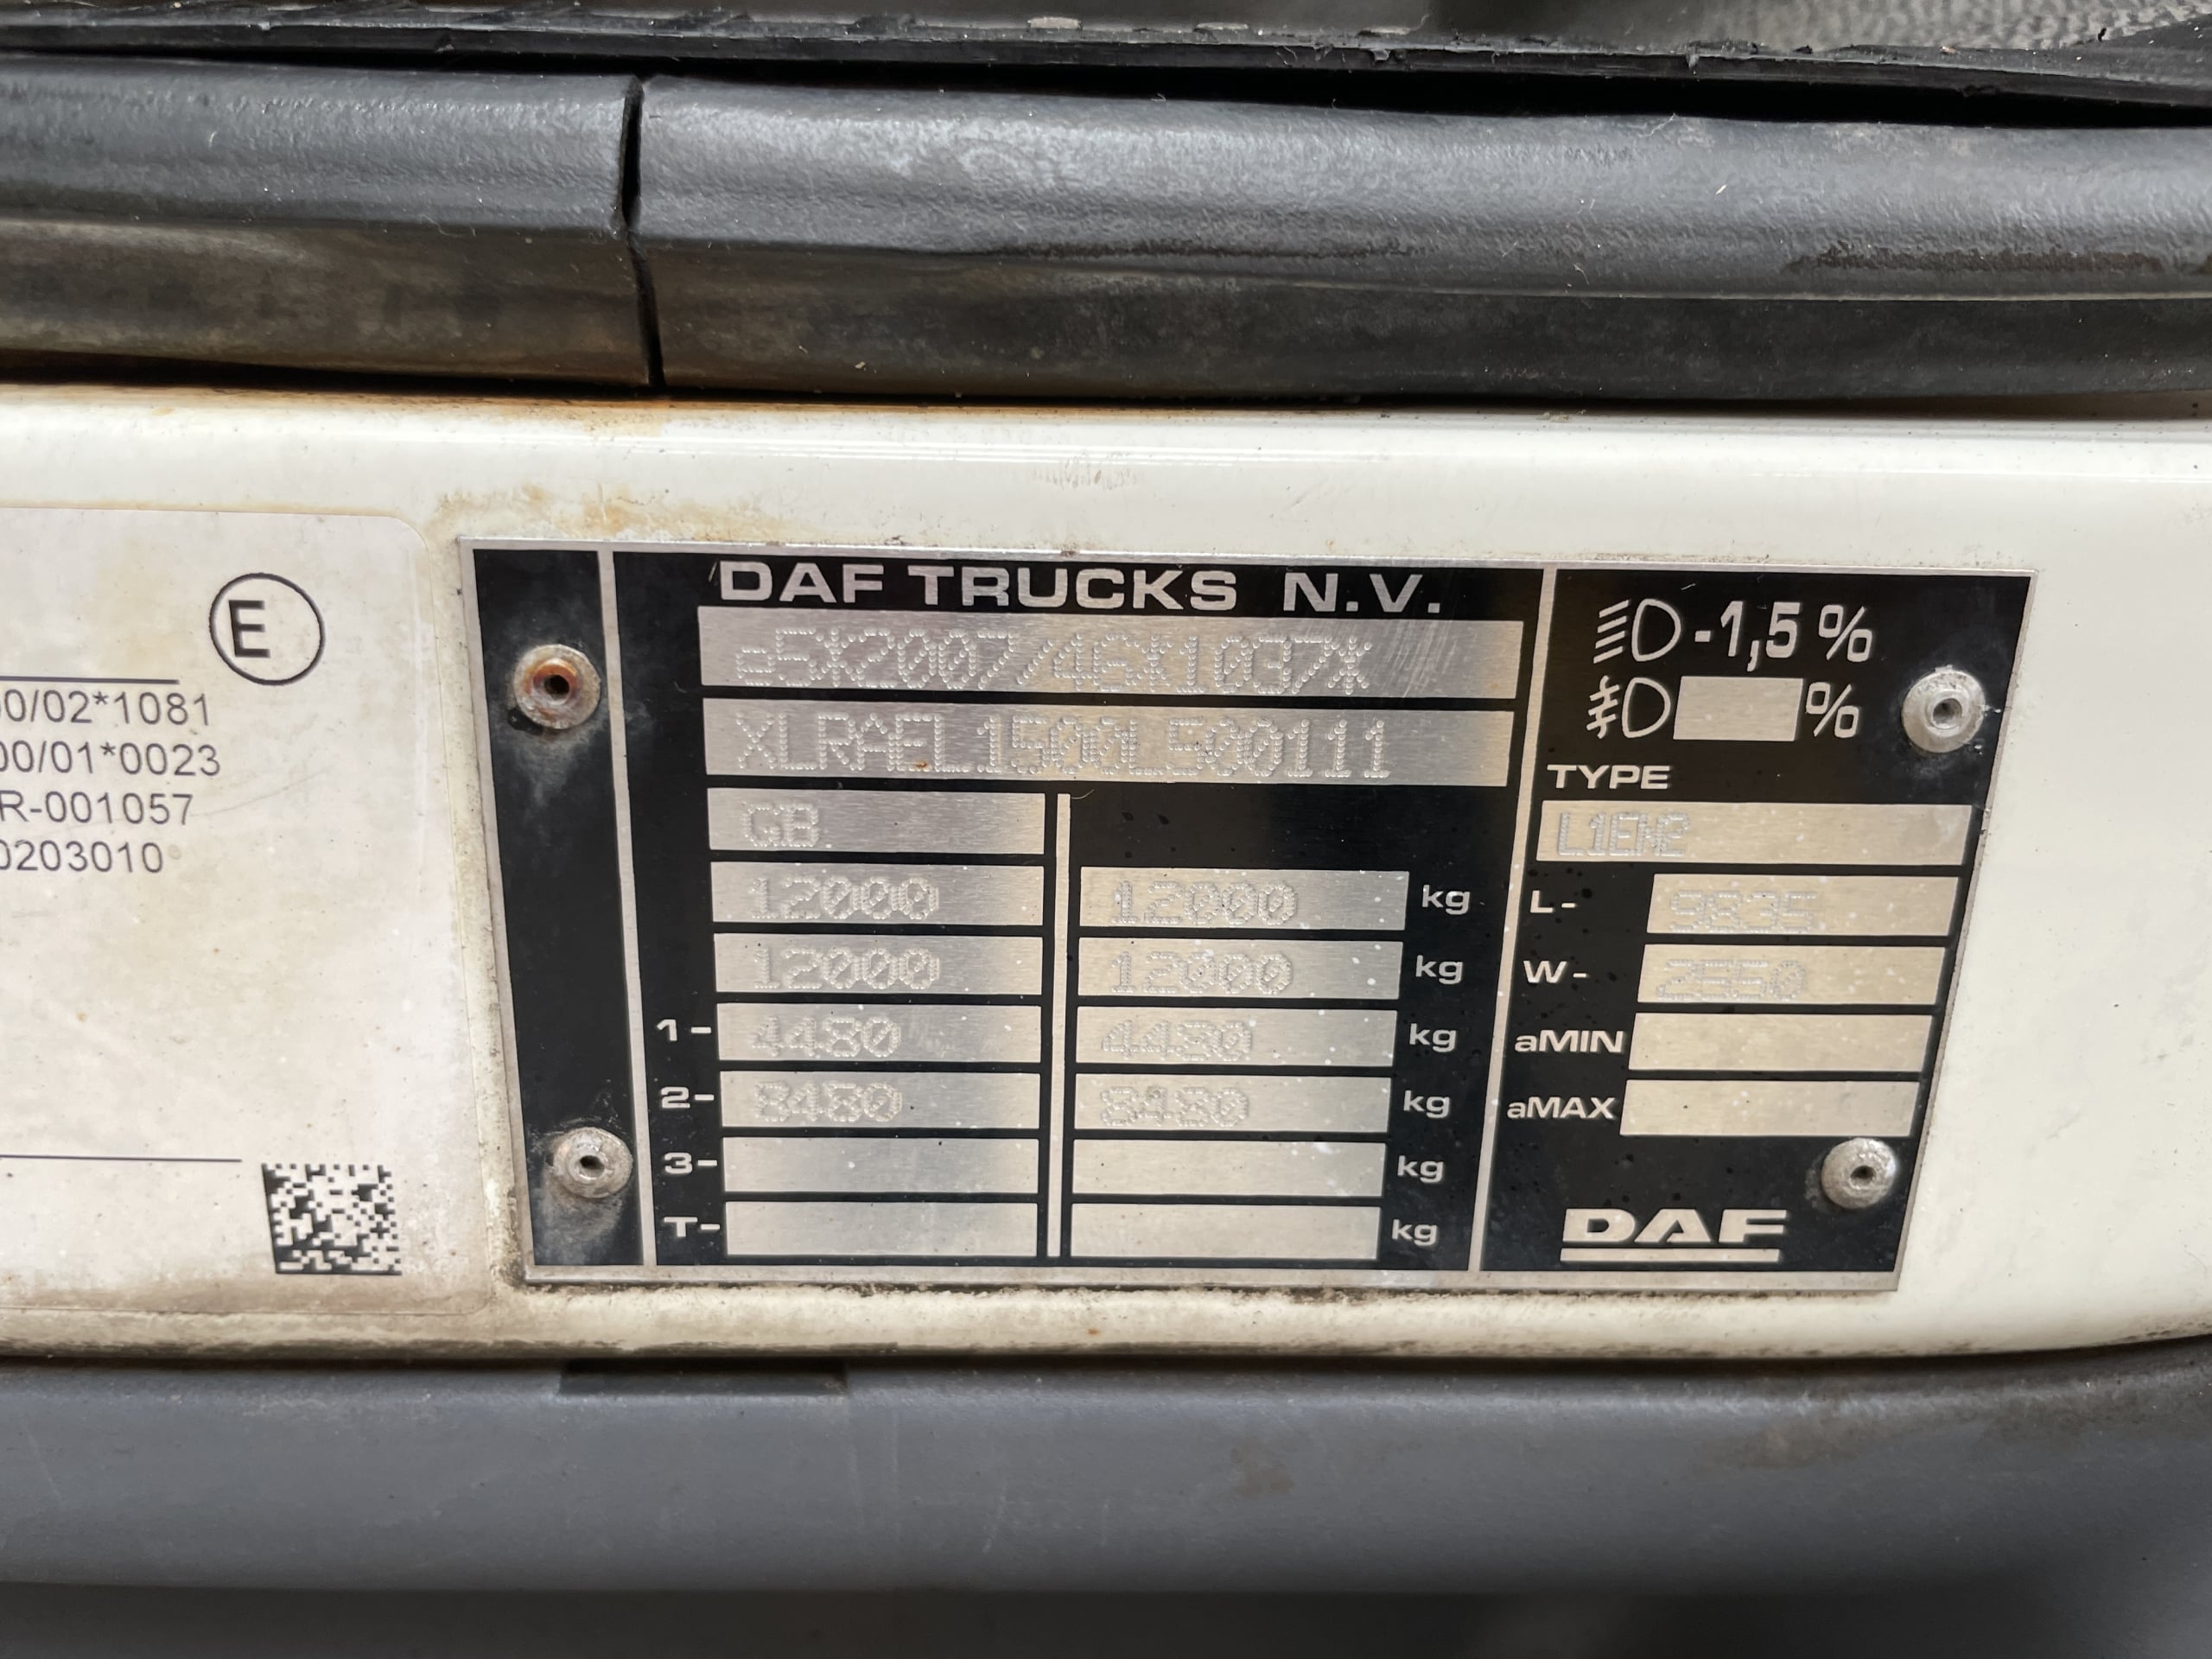 E
00/02*1081
00/01*0023
R-001057
0203010
DAF TRUCKS N.V.
e5*2007/46*1037*
XLRAEL1500L500111
GB
12000 12000 kg
12000 12000 kg
1- 4480 4480 kg
2- 8480 8480 kg
3- kg
T- kg
-1,5 %
%
TYPE
L1EN2
L- 9835
W- 2550
aMIN
aMAX
DAF